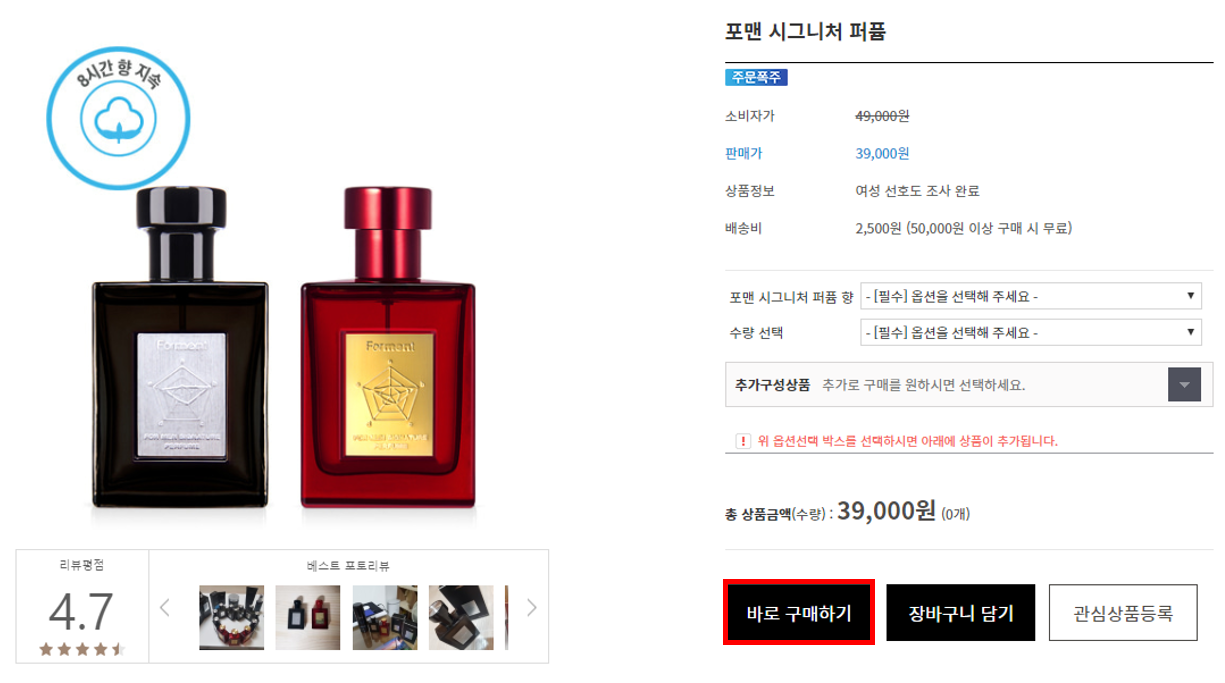 포맨 시그니처 퍼퓸
주문폭주
소비자가 49,000원
판매가 39,000원
상품정보 여성 선호도 조사 완료
배송비 2,500원 (50,000원 이상 구매 시 무료)
포맨 시그니처 퍼퓸 향 - [필수] 옵션을 선택해 주세요 -
수량 선택 - [필수] 옵션을 선택해 주세요 -
추가구성상품 추가로 구매를 원하시면 선택하세요.
! 위 옵션선택 박스를 선택하시면 아래에 상품이 추가됩니다.
총 상품금액(수량) : 39,000원 (0개)
바로 구매하기 장바구니 담기 관심상품등록
8시간 향 지속
Forment
FOR MEN SIGNATURE
PERFUME
Forment
FOR MEN SIGNATURE
PERFUME
리뷰평점
4.7
베스트 포토리뷰